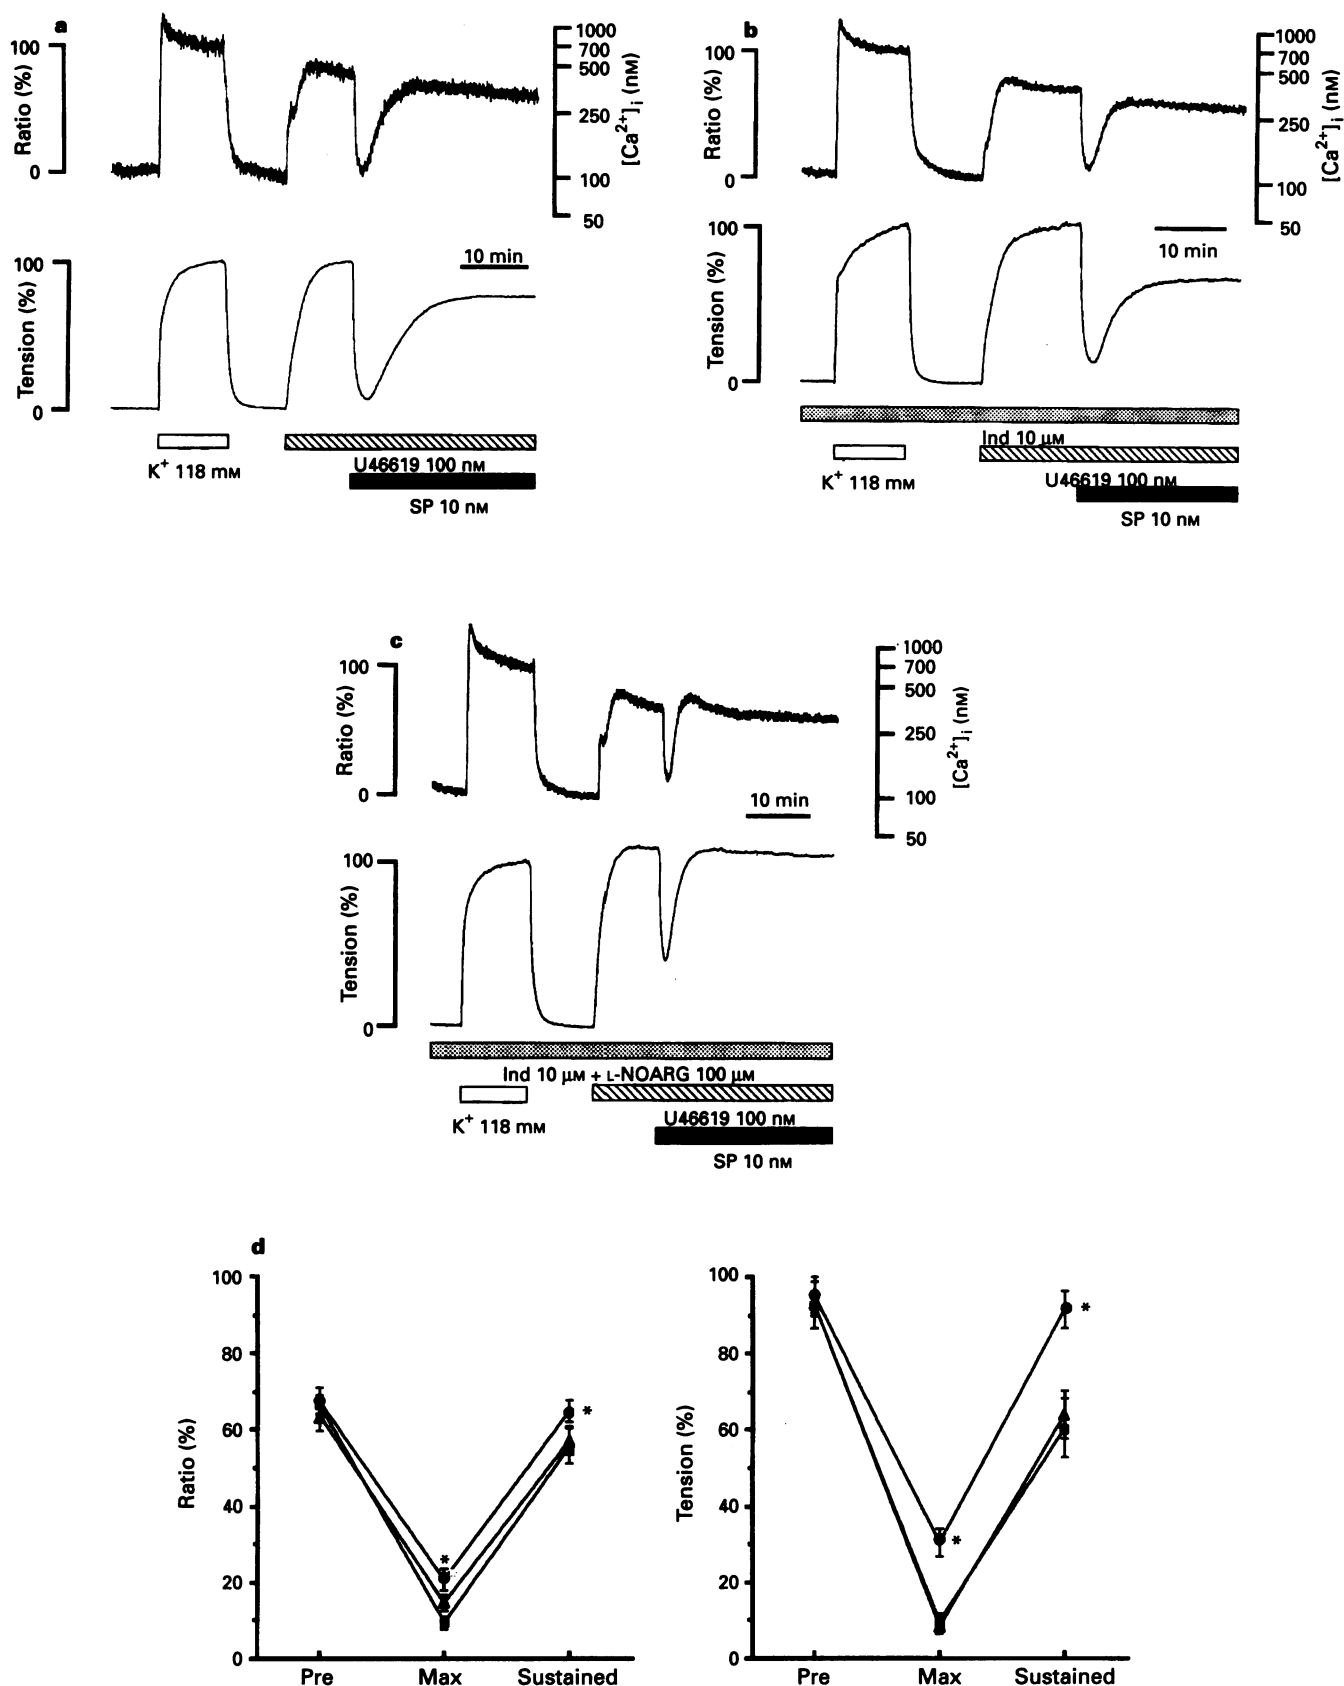 a
Ratio (%)
100
0
1000
700
500
250
100
50
[Ca²⁺]ᵢ (nM)
Tension (%)
100
0
10 min
K⁺ 118 mM
U46619 100 nM
SP 10 nM
b
Ratio (%)
100
0
1000
700
500
250
100
50
[Ca²⁺]ᵢ (nM)
Tension (%)
100
0
10 min
Ind 10 µM
K⁺ 118 mM
U46619 100 nM
SP 10 nM
c
Ratio (%)
100
0
1000
700
500
250
100
50
[Ca²⁺]ᵢ (nM)
10 min
Tension (%)
100
0
Ind 10 µM + L-NOARG 100 µM
K⁺ 118 mM
U46619 100 nM
SP 10 nM
d
Ratio (%)
100
80
60
40
20
0
*
*
Pre Max Sustained
Tension (%)
100
80
60
40
20
0
*
*
Pre Max Sustained